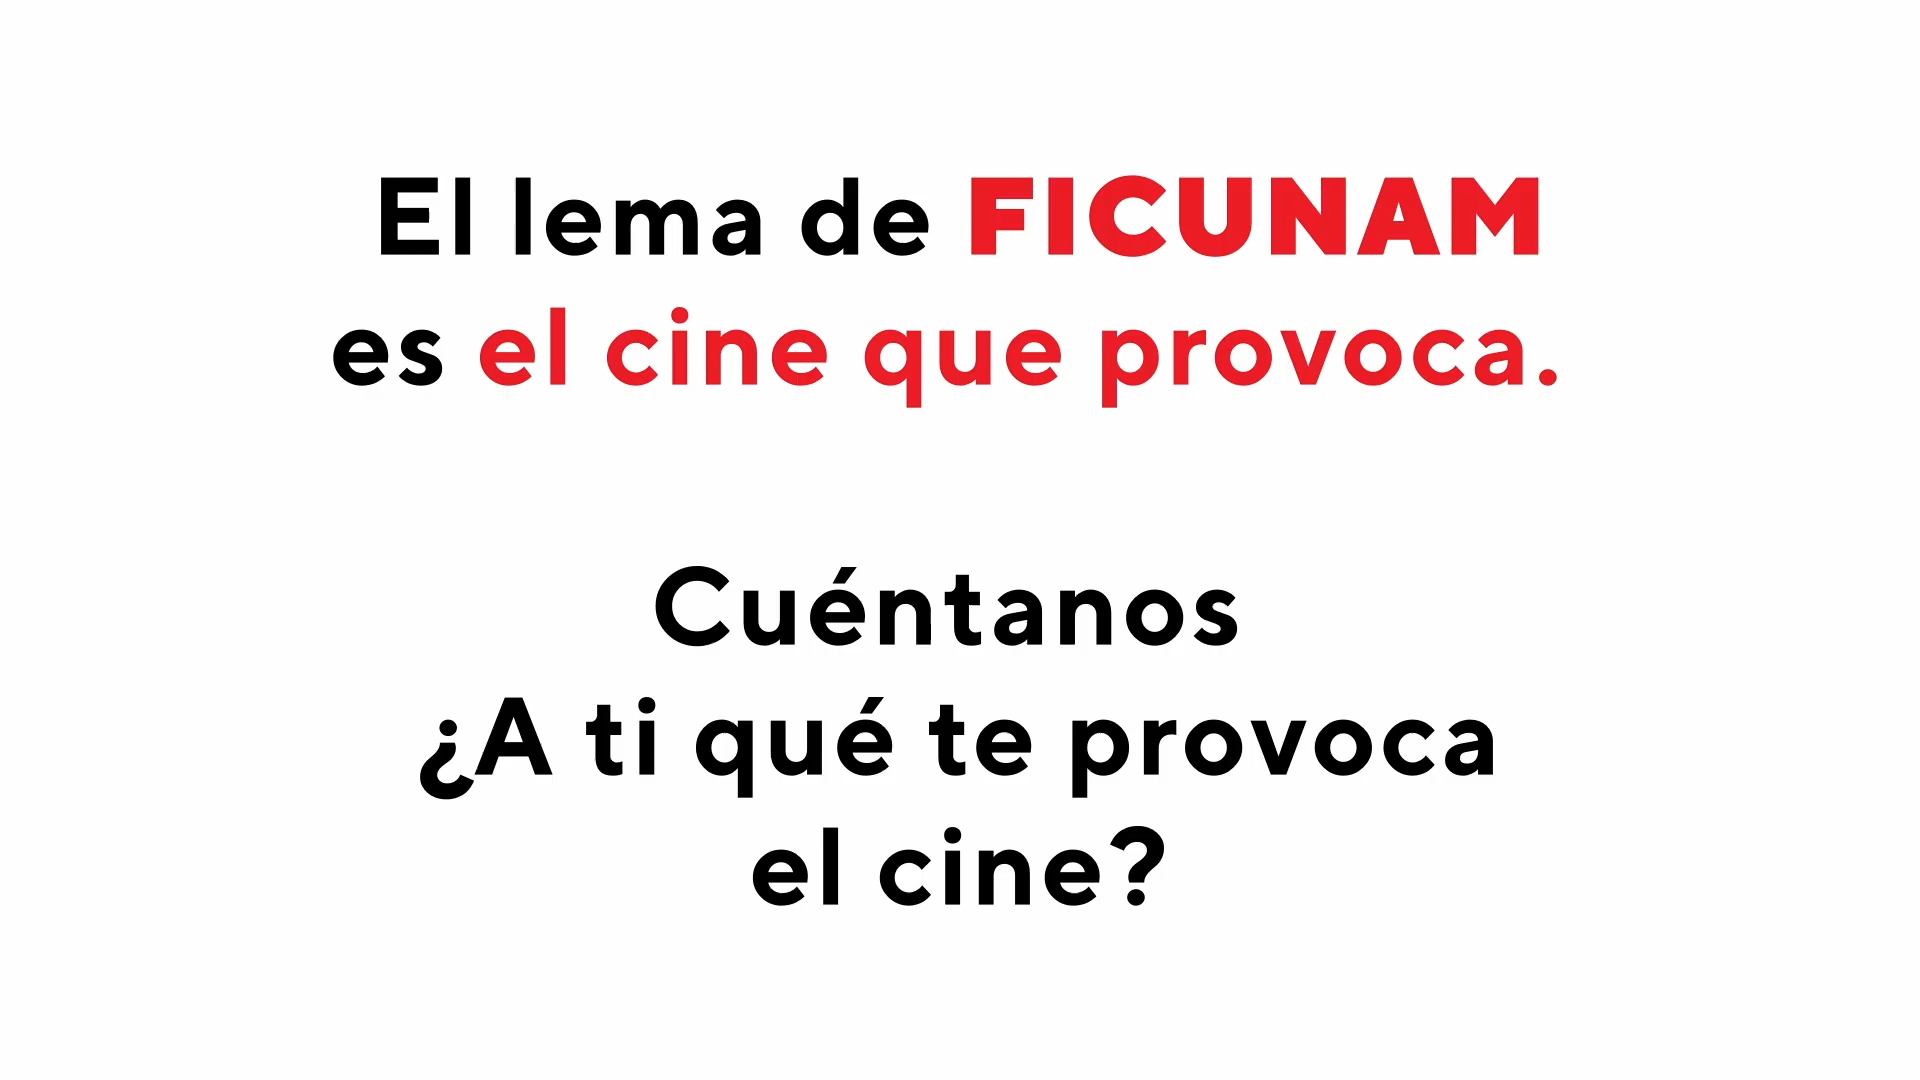 El lema de FICUNAM
es el cine que provoca.
Cuéntanos
¿A ti qué te provoca
el cine?